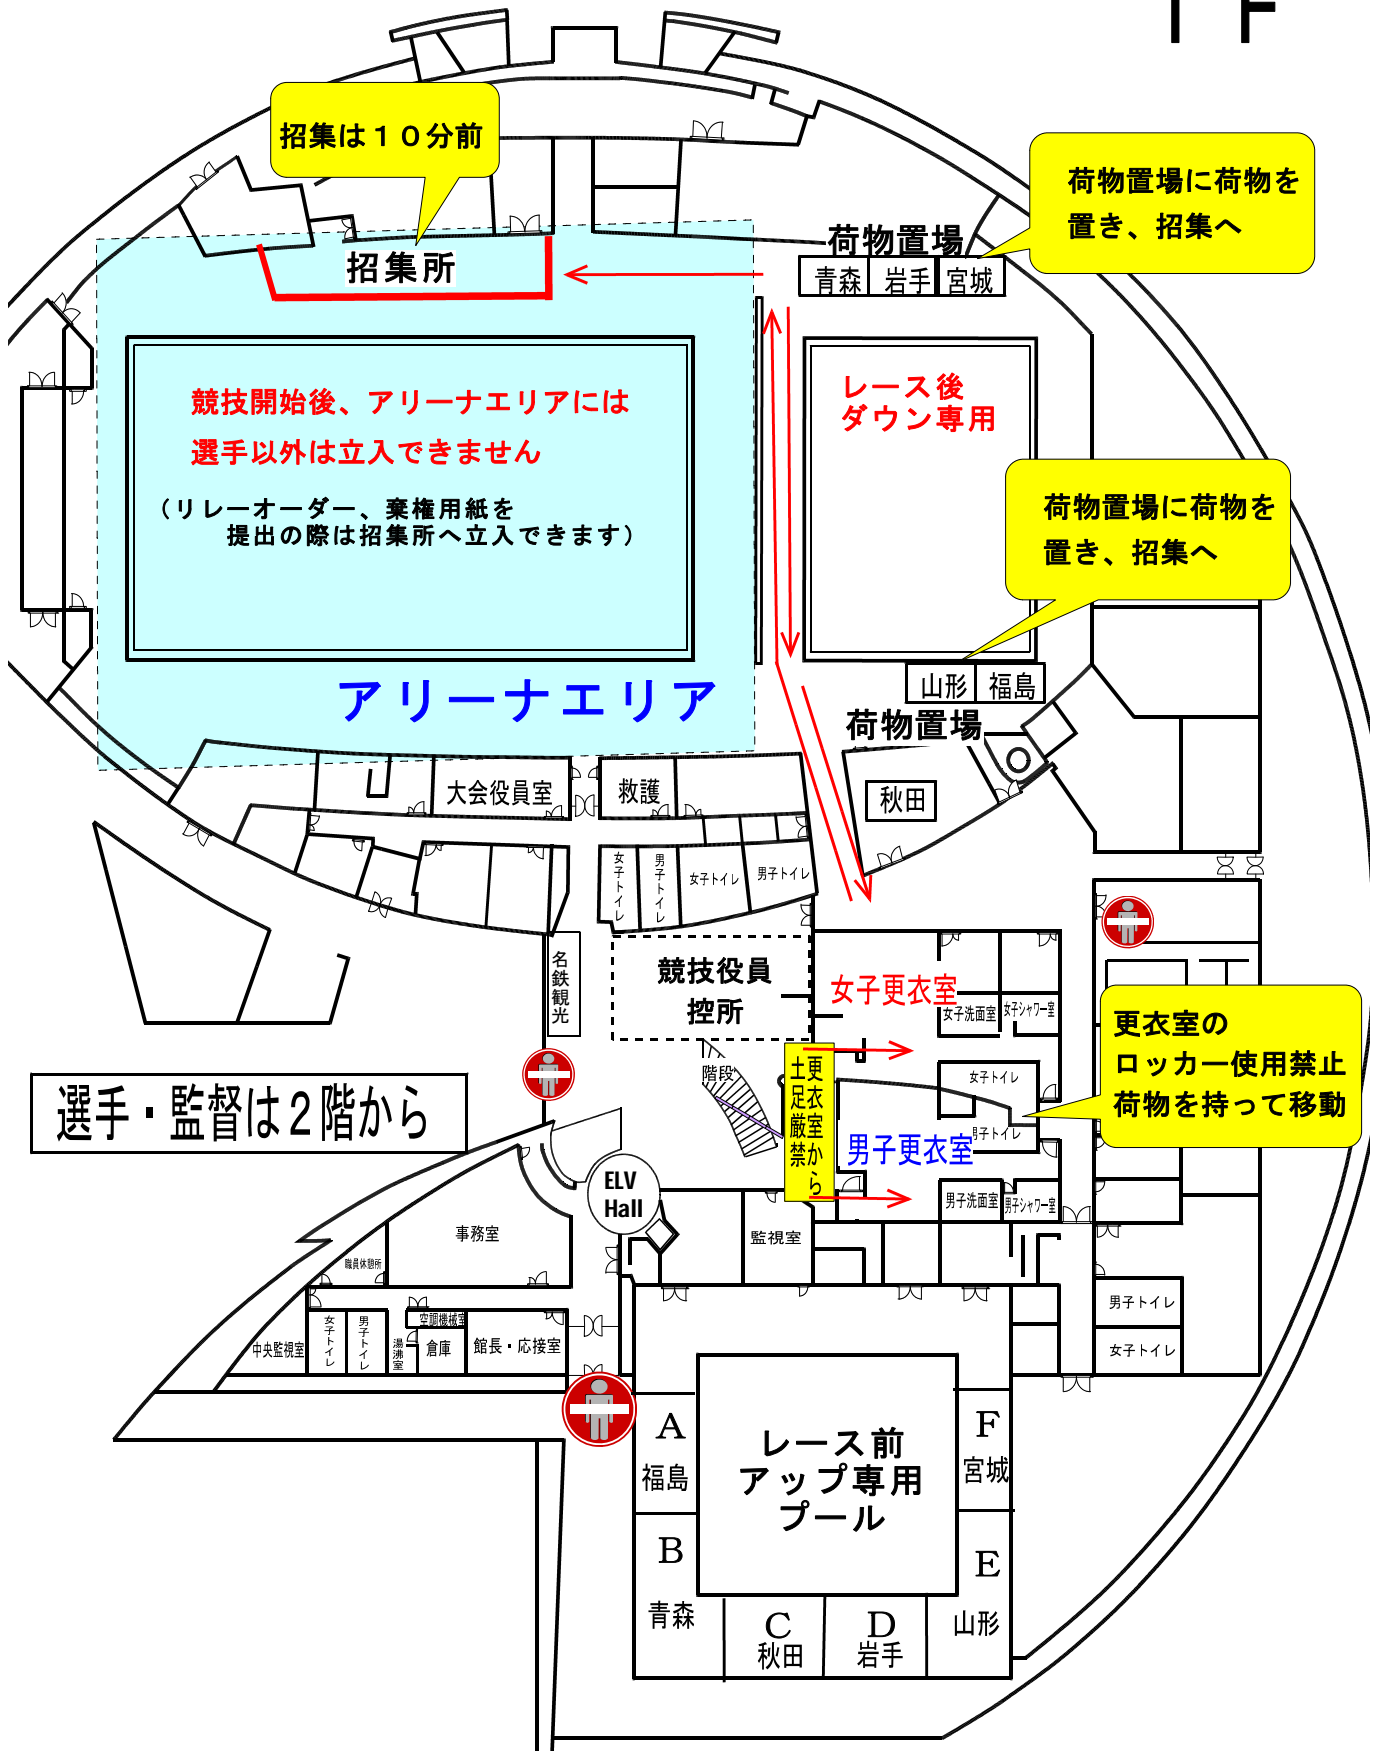 1F
招集は１０分前
荷物置場に荷物を
置き、招集へ
荷物置場
青森 岩手 宮城
招集所
競技開始後、アリーナエリアには
選手以外は立入できません
（リレーオーダー、棄権用紙を
提出の際は招集所へ立入できます）
レース後
ダウン専用
荷物置場に荷物を
置き、招集へ
アリーナエリア
山形 福島
荷物置場
大会役員室
救護
秋田
女子トイレ
男子トイレ
女子トイレ
男子トイレ
名鉄観光
競技役員
控所
女子更衣室
女子洗面室
女子シャワー室
更衣室の
ロッカー使用禁止
荷物を持って移動
階段
更衣室から
土足厳禁
女子トイレ
男子トイレ
選手・監督は２階から
男子更衣室
男子洗面室
男子シャワー室
ELV
Hall
事務室
監視室
職員休憩所
男子トイレ
女子トイレ
中央監視室
女子トイレ
男子トイレ
湯沸室
空調機械室
倉庫
館長・応接室
A
福島
レース前
アップ専用
プール
F
宮城
B
青森
E
山形
C
秋田
D
岩手